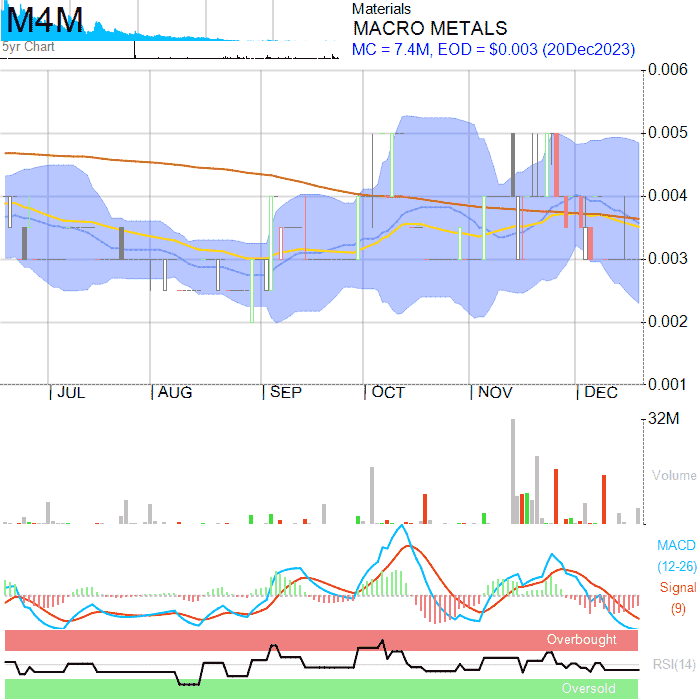 M4M
5yr Chart
Materials
MACRO METALS
MC = 7.4M, EOD = $0.003 (20Dec2023)
0.006
0.005
0.004
0.003
0.002
0.001
JUL AUG SEP OCT NOV DEC
32M
Volume
MACD
(12-26)
Signal
(9)
Overbought
RSI(14)
Oversold